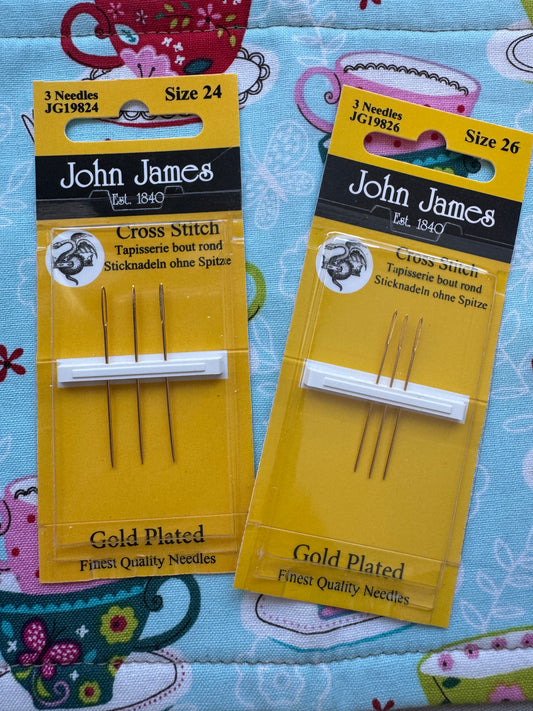 3 Needles
JG19824
Size 24
John James
Est. 1840
Cross Stitch
Tapisserie bout rond
Sticknadeln ohne Spitze
Gold Plated
Finest Quality Needles
3 Needles
JG19826
Size 26
John James
Est. 1840
Cross Stitch
Tapisserie bout rond
Sticknadeln ohne Spitze
Gold Plated
Finest Quality Needles